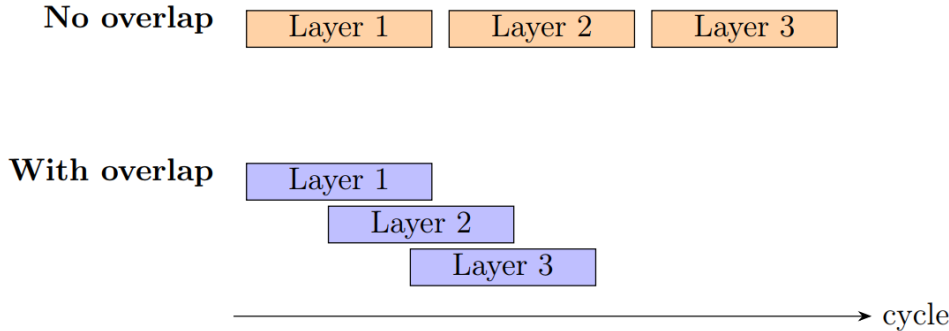 No overlap Layer 1 Layer 2 Layer 3
With overlap Layer 1
Layer 2
Layer 3
cycle